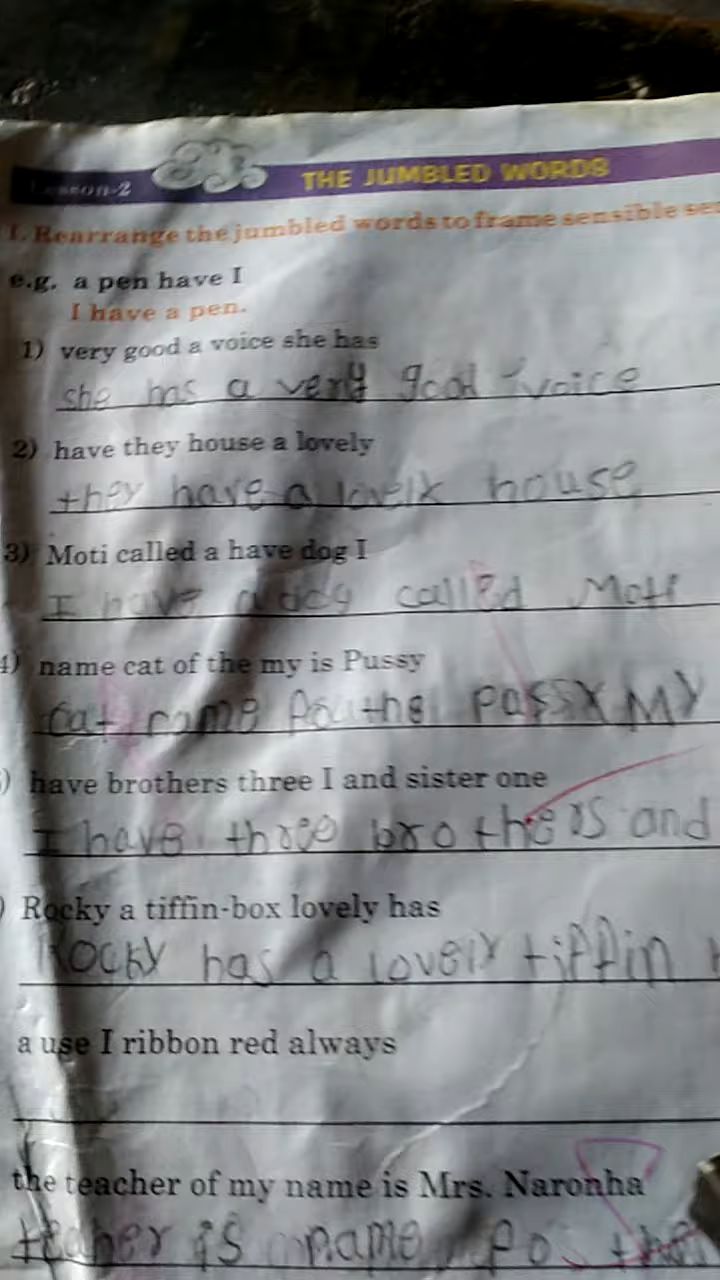 Lesson-2
THE JUMBLED WORDS
I. Rearrange the jumbled words to frame sensible
e.g. a pen have I
I have a pen.
1) very good a voice she has
she has a very good voice
2) have they house a lovely
they have a lovely house
3) Moti called a have dog I
I have a dog called Moti
4) name cat of the my is Pussy
cat name the MY
) have brothers three I and sister one
I have three brothers and
) Rocky a tiffin-box lovely has
Rocky has a lovely tiffin
a use I ribbon red always
the teacher of my name is Mrs. Naronha
is name